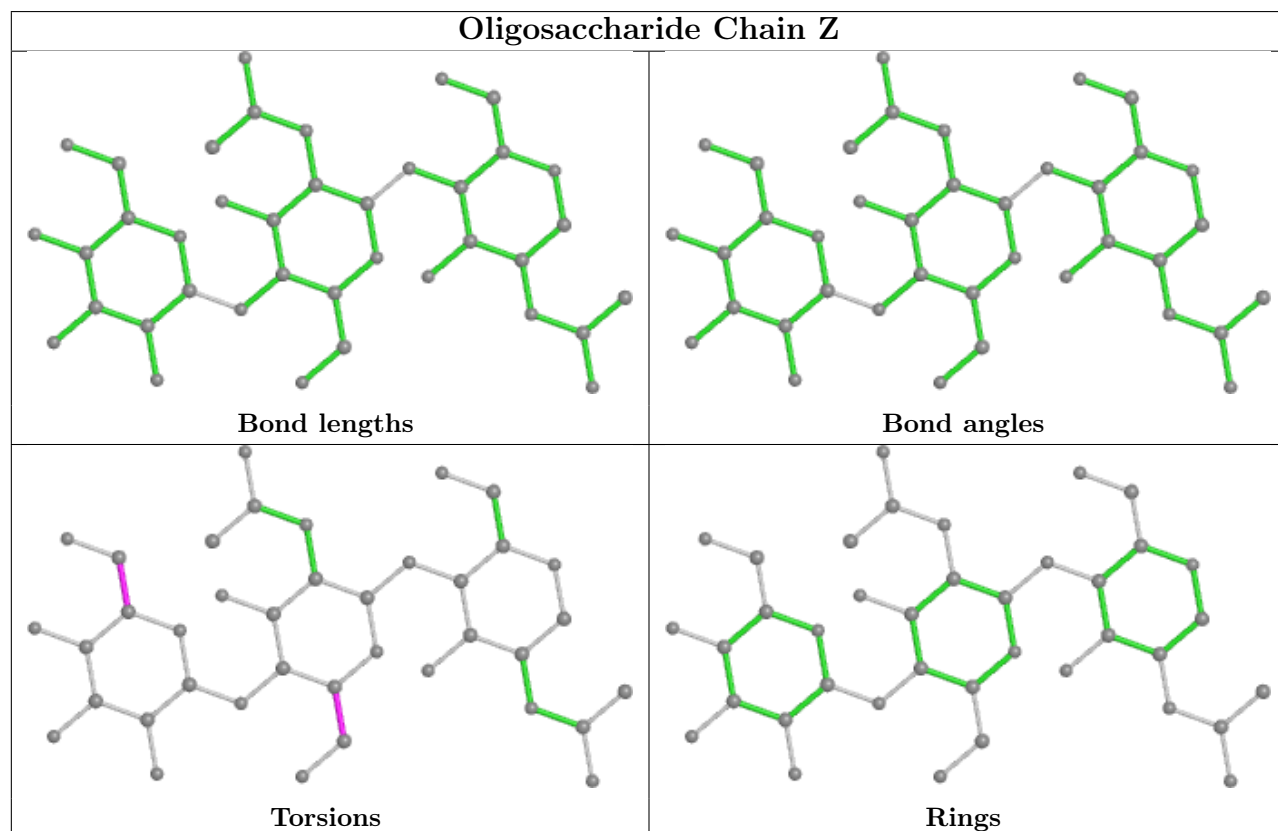 Oligosaccharide Chain Z
Bond lengths
Bond angles
Torsions
Rings